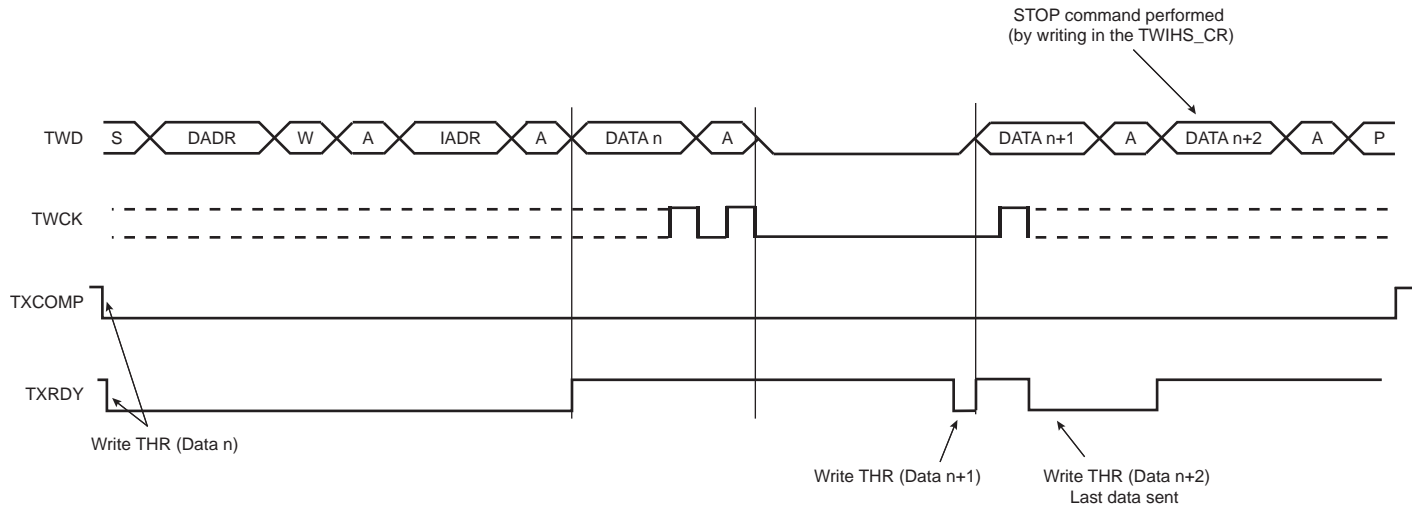 STOP command performed
(by writing in the TWIHS_CR)
TWD S DADR W A IADR A DATA n A DATA n+1 A DATA n+2 A P
TWCK
TXCOMP
TXRDY
Write THR (Data n)
Write THR (Data n+1)
Write THR (Data n+2)
Last data sent